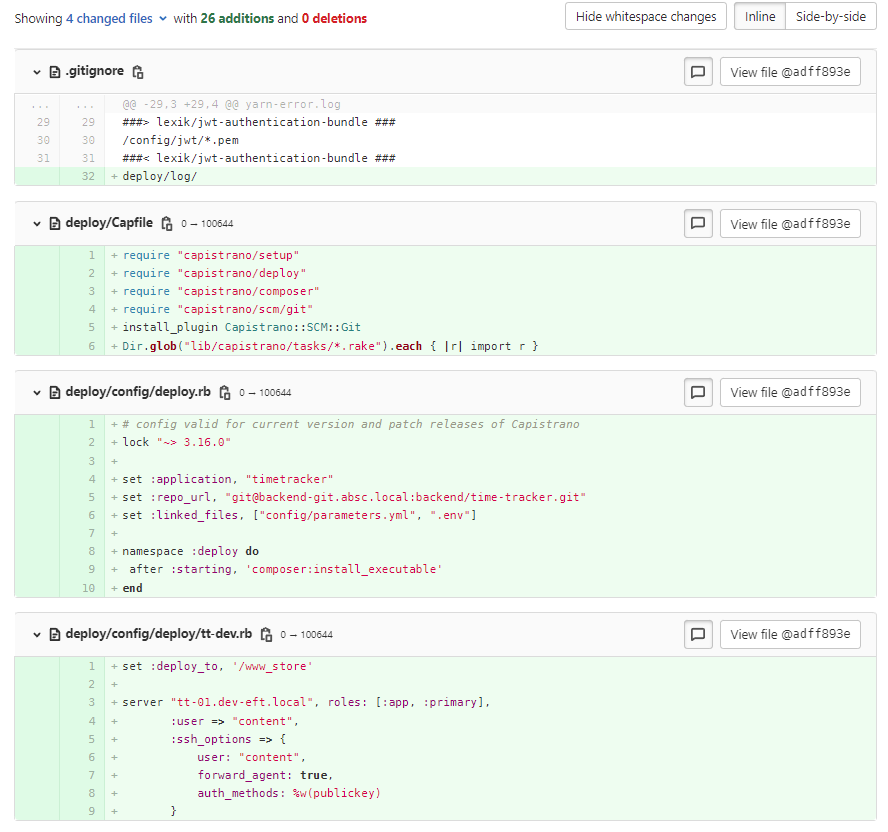 Showing 4 changed files with 26 additions and 0 deletions Hide whitespace changes Inline Side-by-side
.gitignore View file @adff893e
... ... @@ -29,3 +29,4 @@ yarn-error.log
29 29 ###> lexik/jwt-authentication-bundle ###
30 30 /config/jwt/*.pem
31 31 ###< lexik/jwt-authentication-bundle ###
32 + deploy/log/
deploy/Capfile 0 → 100644 View file @adff893e
1 + require "capistrano/setup"
2 + require "capistrano/deploy"
3 + require "capistrano/composer"
4 + require "capistrano/scm/git"
5 + install_plugin Capistrano::SCM::Git
6 + Dir.glob("lib/capistrano/tasks/*.rake").each { |r| import r }
deploy/config/deploy.rb 0 → 100644 View file @adff893e
1 + # config valid for current version and patch releases of Capistrano
2 + lock "~> 3.16.0"
3 +
4 + set :application, "timetracker"
5 + set :repo_url, "git@backend-git.absc.local:backend/time-tracker.git"
6 + set :linked_files, ["config/parameters.yml", ".env"]
7 +
8 + namespace :deploy do
9 + after :starting, 'composer:install_executable'
10 + end
deploy/config/deploy/tt-dev.rb 0 → 100644 View file @adff893e
1 + set :deploy_to, '/www_store'
2 +
3 + server "tt-01.dev-eft.local", roles: [:app, :primary],
4 + :user => "content",
5 + :ssh_options => {
6 + user: "content",
7 + forward_agent: true,
8 + auth_methods: %w(publickey)
9 + }